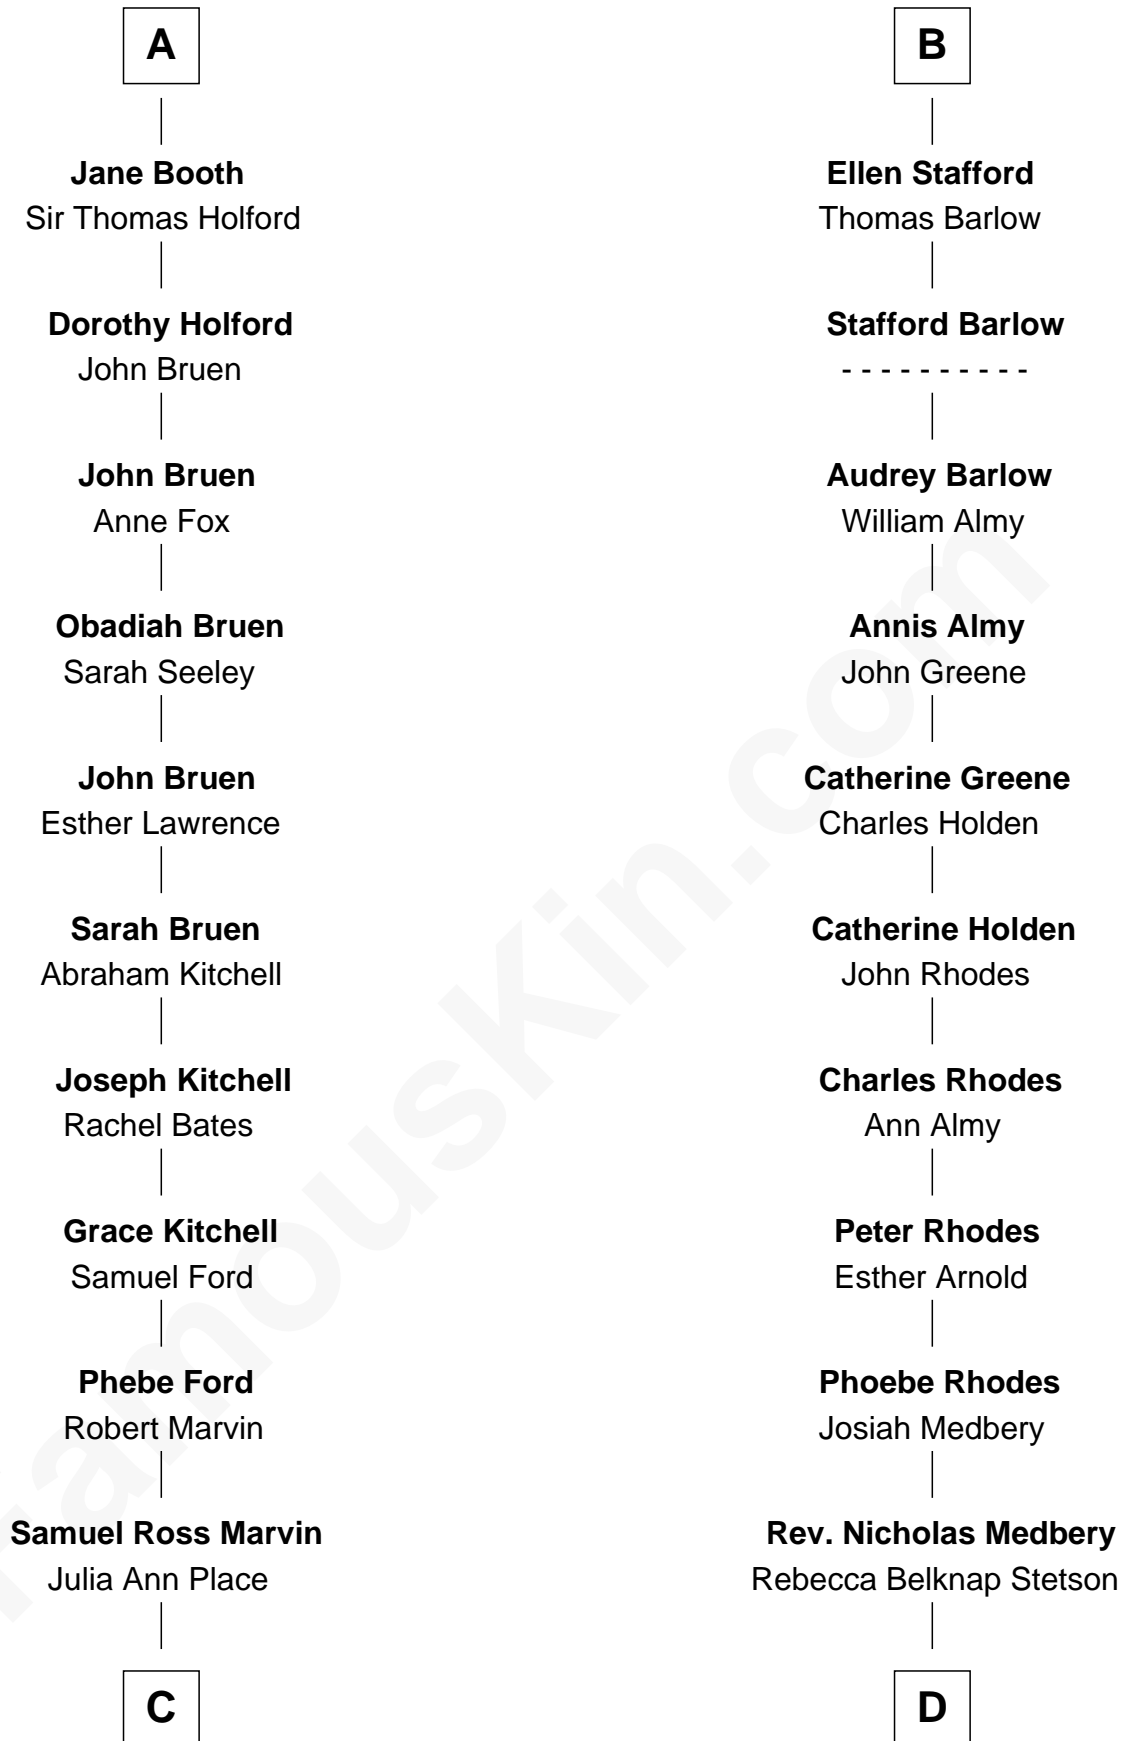 A
Jane Booth
Sir Thomas Holford
Dorothy Holford
John Bruen
John Bruen
Anne Fox
Obadiah Bruen
Sarah Seeley
John Bruen
Esther Lawrence
Sarah Bruen
Abraham Kitchell
Joseph Kitchell
Rachel Bates
Grace Kitchell
Samuel Ford
Phebe Ford
Robert Marvin
Samuel Ross Marvin
Julia Ann Place
C
B
Ellen Stafford
Thomas Barlow
Stafford Barlow
- - - - - - - - - -
Audrey Barlow
William Almy
Annis Almy
John Greene
Catherine Greene
Charles Holden
Catherine Holden
John Rhodes
Charles Rhodes
Ann Almy
Peter Rhodes
Esther Arnold
Phoebe Rhodes
Josiah Medbery
Rev. Nicholas Medbery
Rebecca Belknap Stetson
D
FamousKin.com